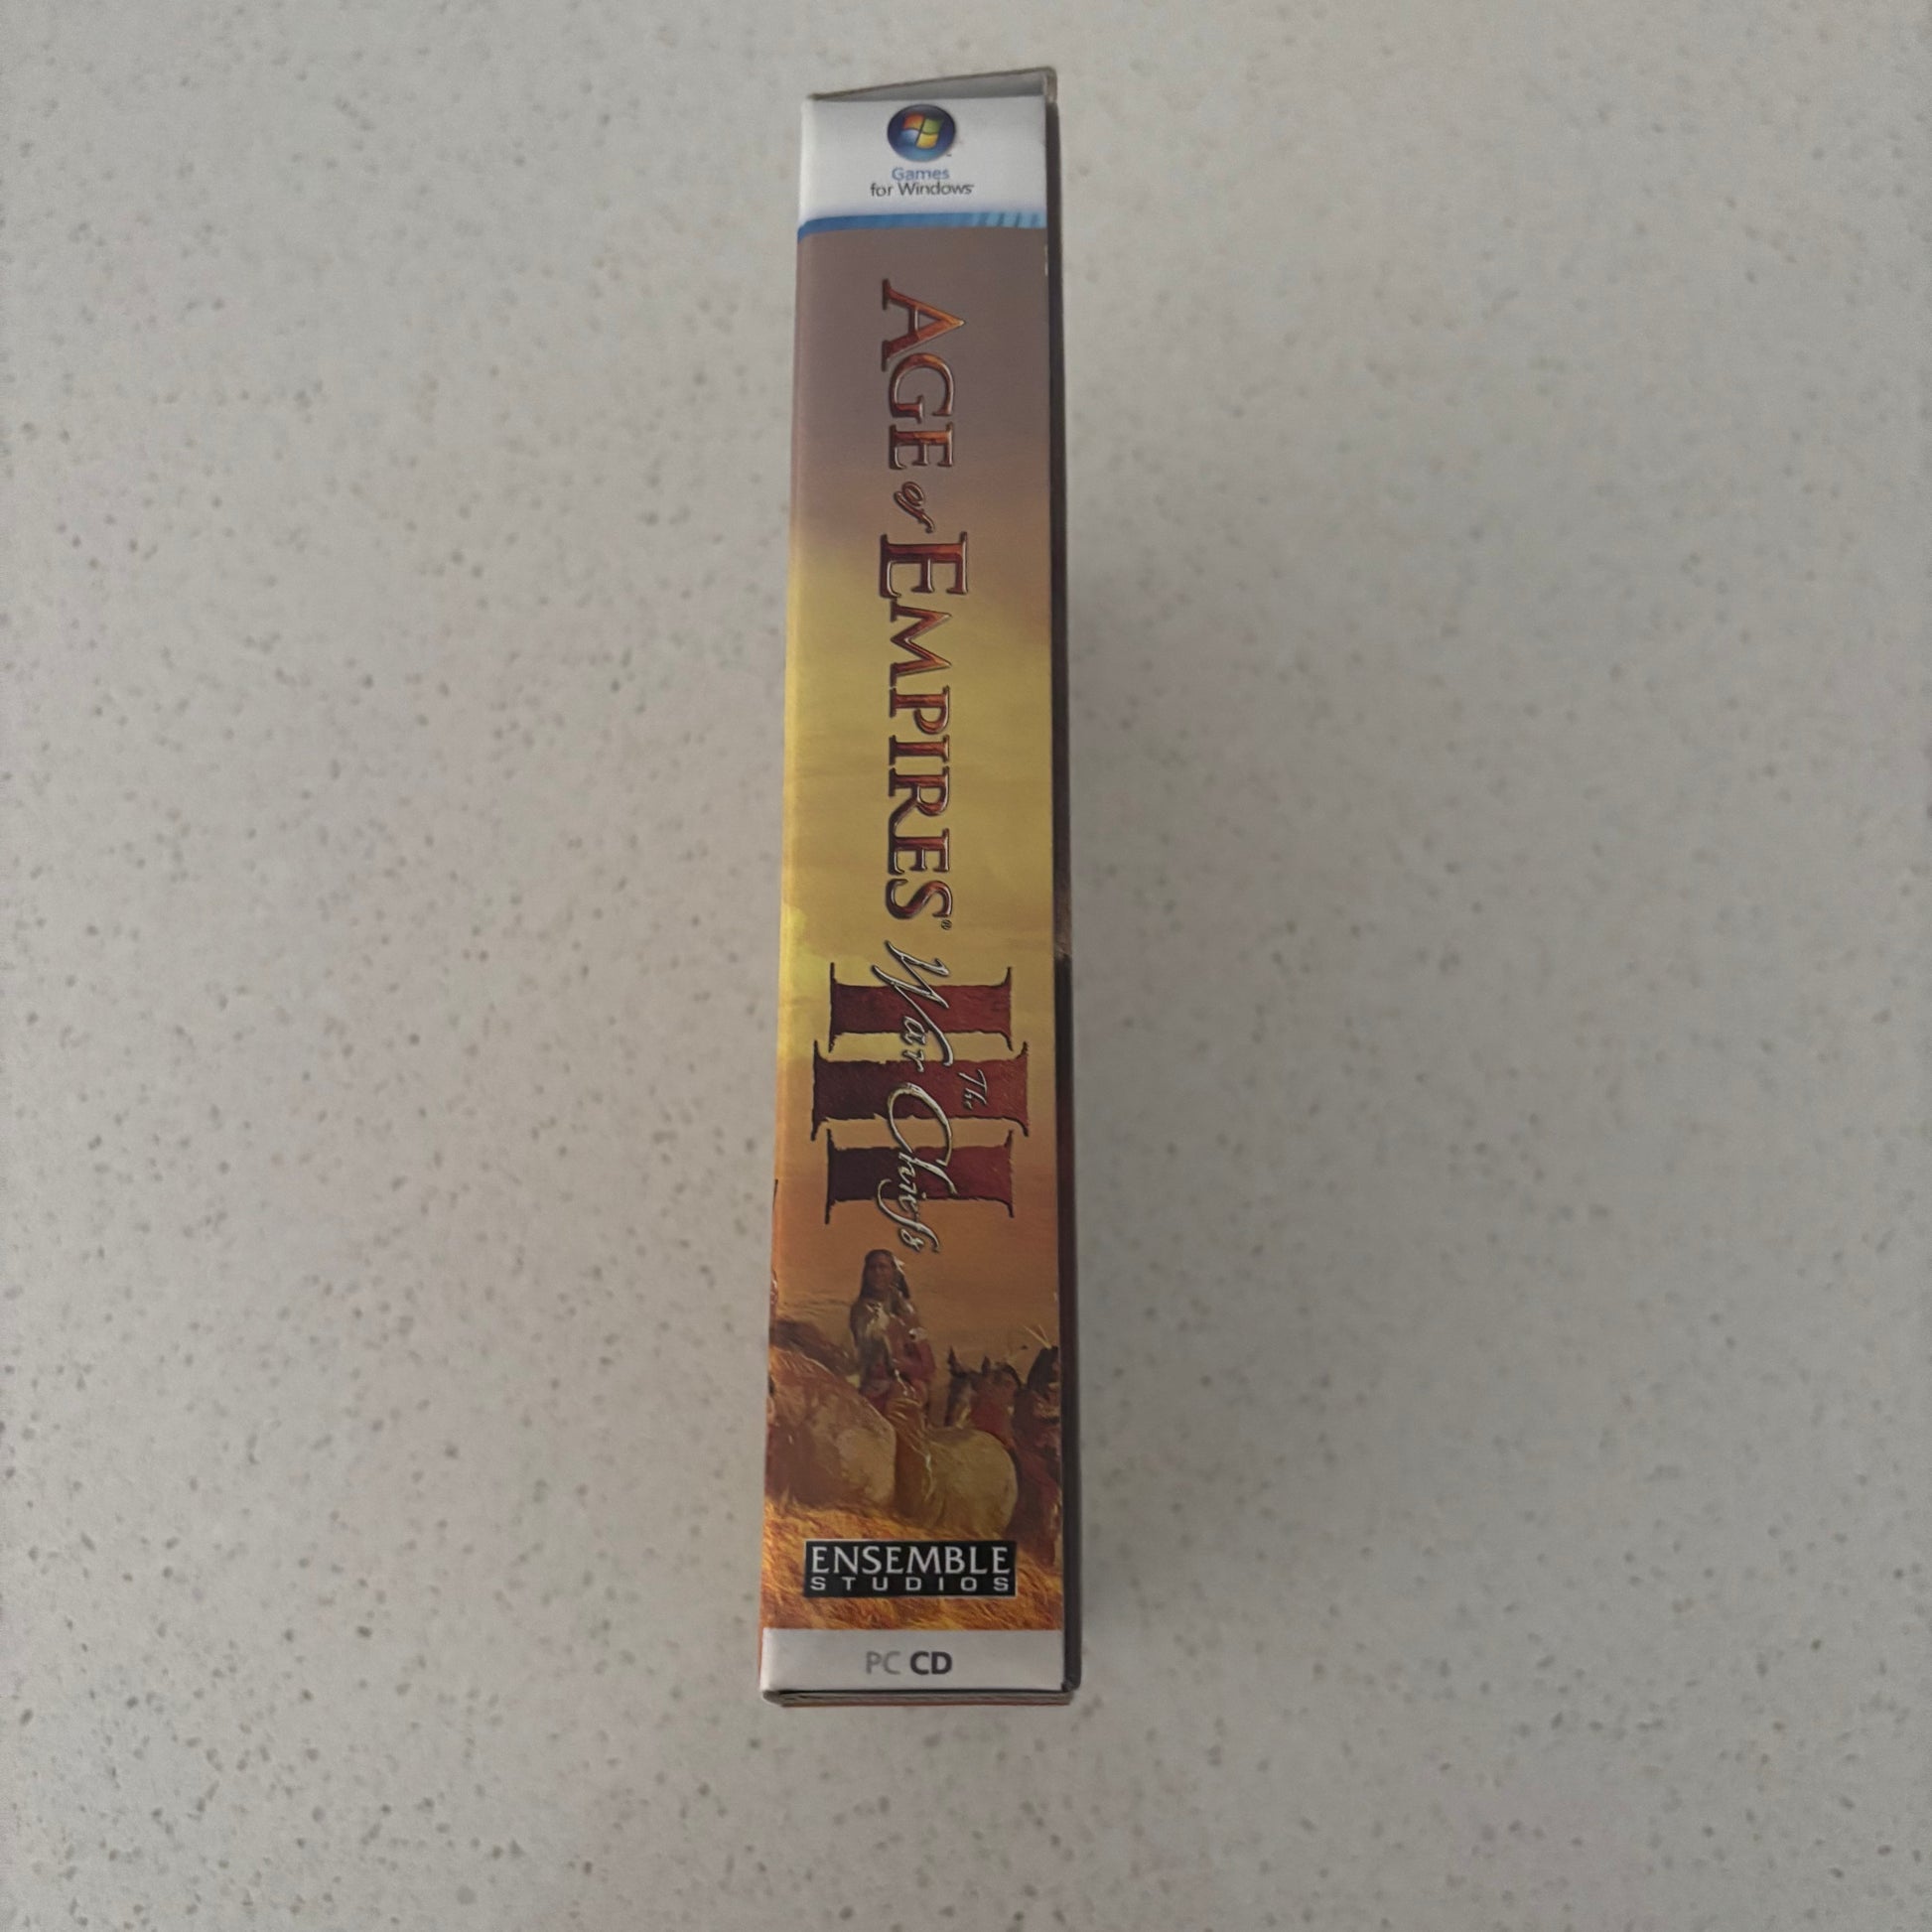 Games
for Windows
AGE of EMPIRES®
III
The
War Chiefs
ENSEMBLE
STUDIOS
PC CD